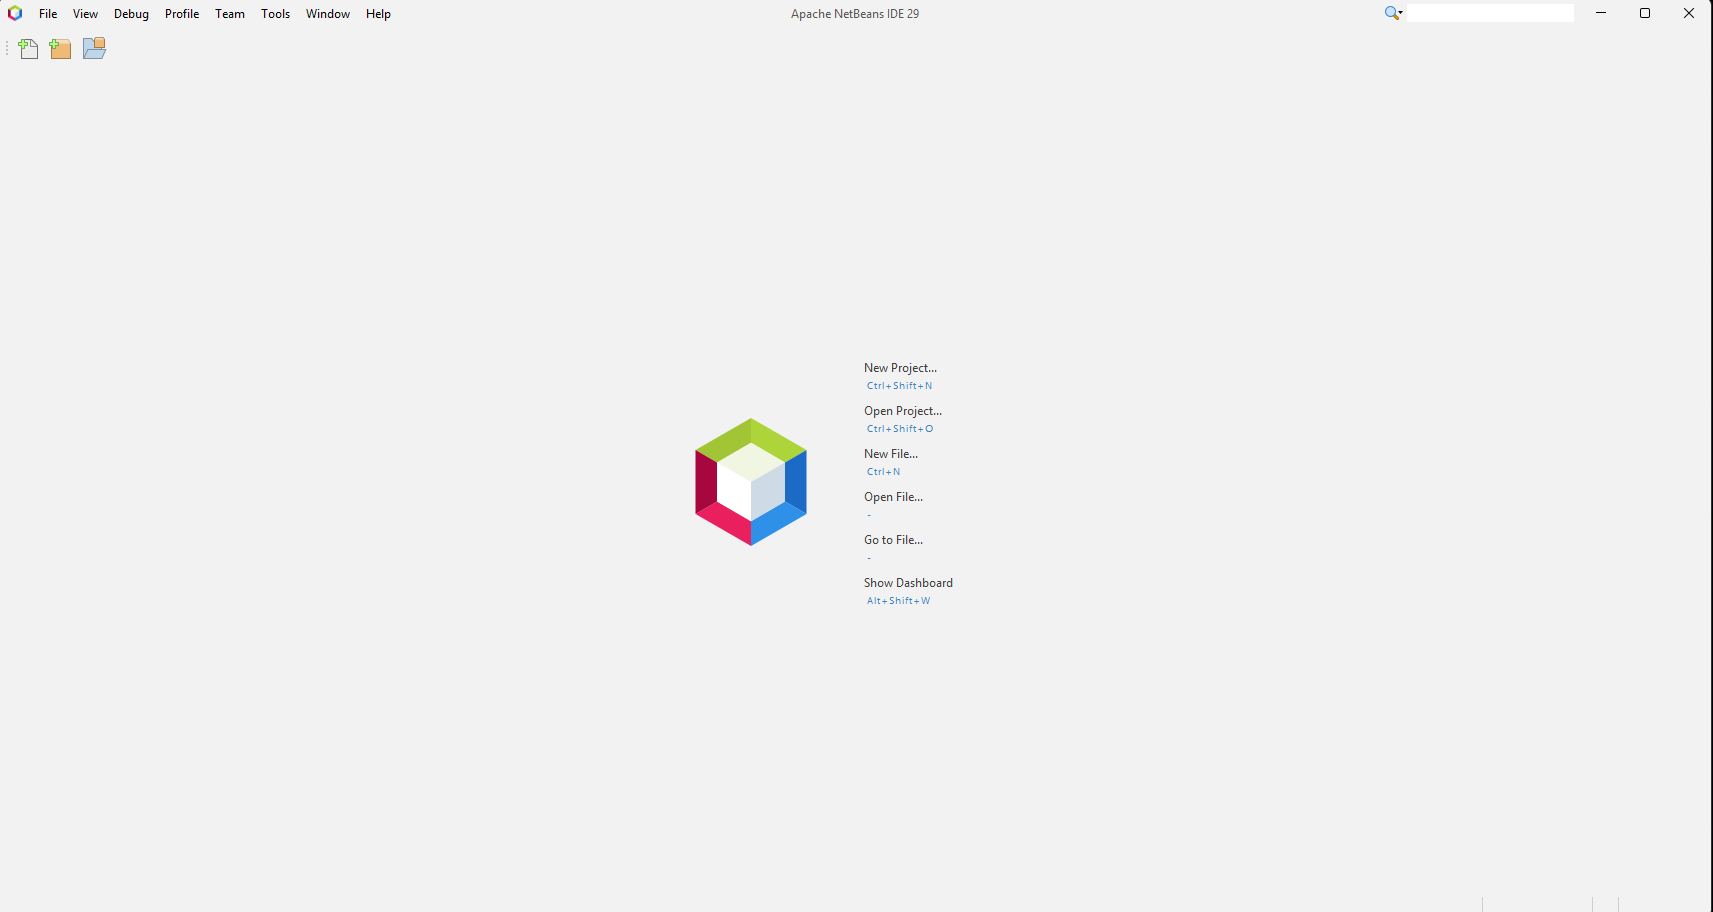 File View Debug Profile Team Tools Window Help
Apache NetBeans IDE 29
New Project...
Ctrl+Shift+N
Open Project...
Ctrl+Shift+O
New File...
Ctrl+N
Open File...
-
Go to File...
-
Show Dashboard
Alt+Shift+W